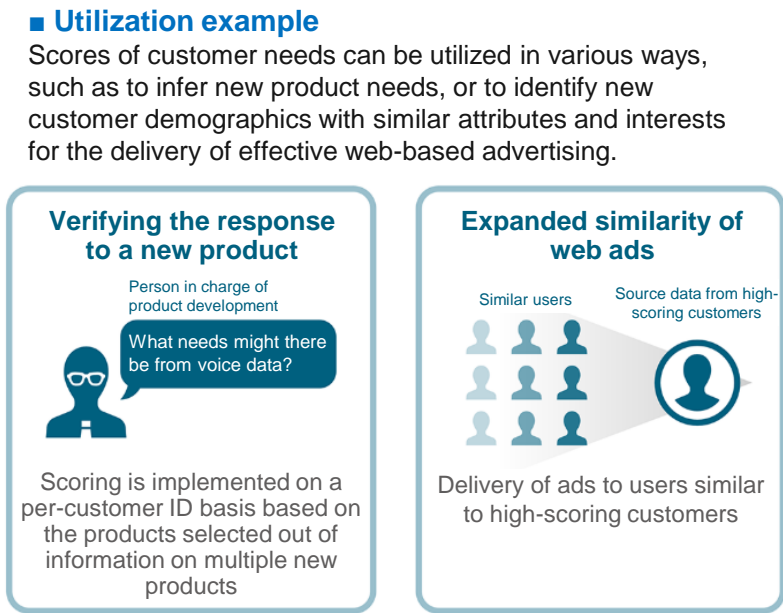 ■ Utilization example
Scores of customer needs can be utilized in various ways,
such as to infer new product needs, or to identify new
customer demographics with similar attributes and interests
for the delivery of effective web-based advertising.
Verifying the response
to a new product
Person in charge of
product development
What needs might there
be from voice data?
Scoring is implemented on a
per-customer ID basis based on
the products selected out of
information on multiple new
products
Expanded similarity of
web ads
Similar users
Source data from high-
scoring customers
Delivery of ads to users similar
to high-scoring customers